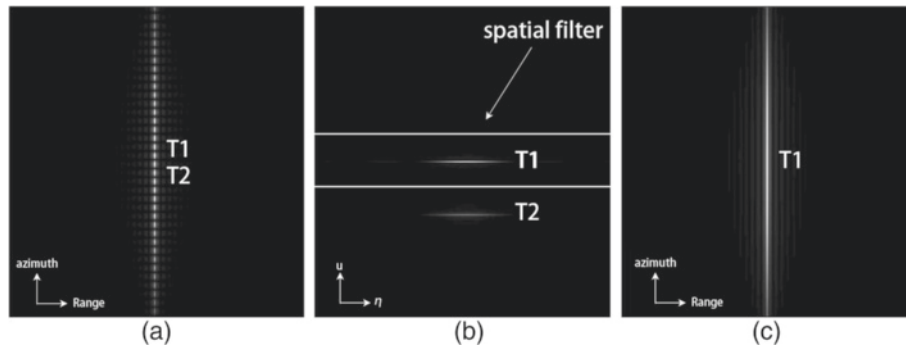 T1
T2
azimuth
Range
(a)
spatial filter
T1
T2
u
η
(b)
T1
azimuth
Range
(c)